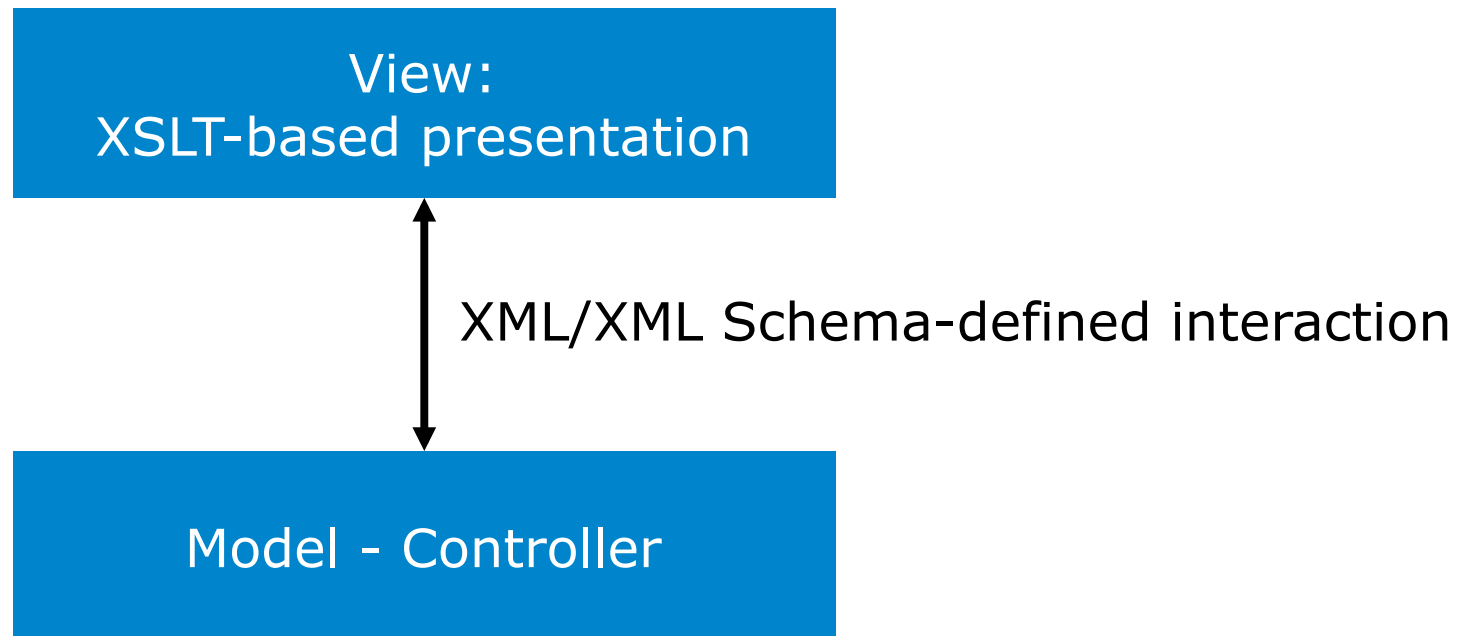 View:
XSLT-based presentation
XML/XML Schema-defined interaction
Model - Controller